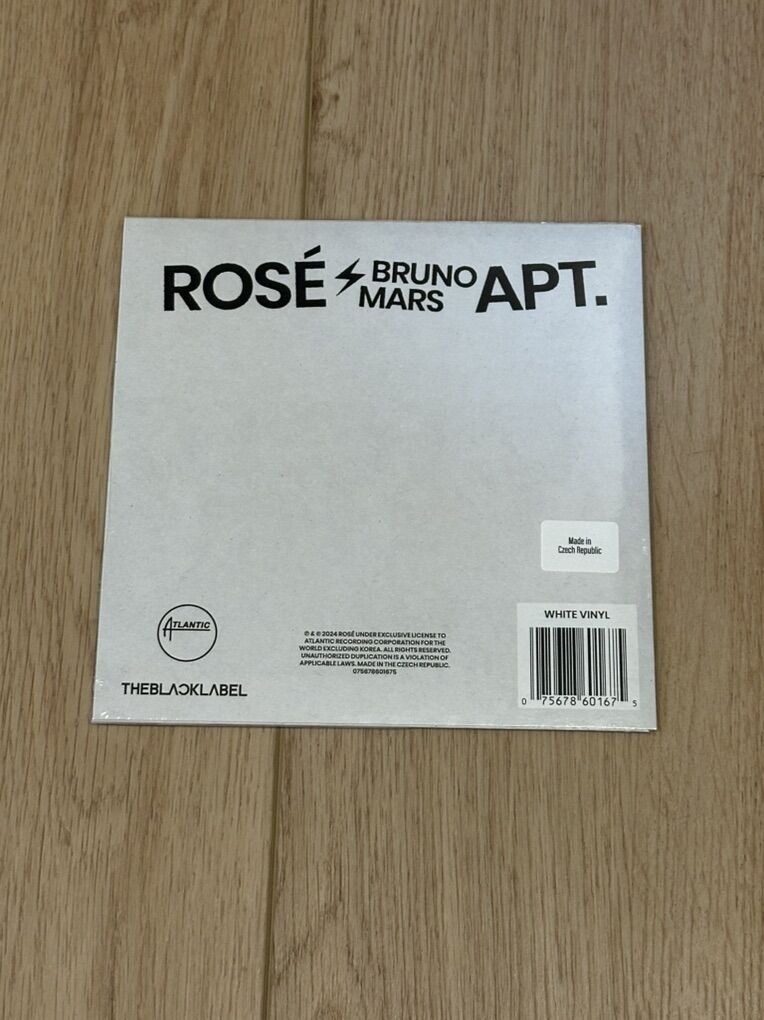 ROSÉ ⚡ BRUNO MARS APT.
Made in
Czech Republic
ATLANTIC
THEBLACKLABEL
℗ & © 2024 ROSÉ UNDER EXCLUSIVE LICENSE TO
ATLANTIC RECORDING CORPORATION FOR THE
WORLD EXCLUDING KOREA. ALL RIGHTS RESERVED.
UNAUTHORIZED DUPLICATION IS A VIOLATION OF
APPLICABLE LAWS. MADE IN THE CZECH REPUBLIC.
075678601675
WHITE VINYL
0 75678 60167 5